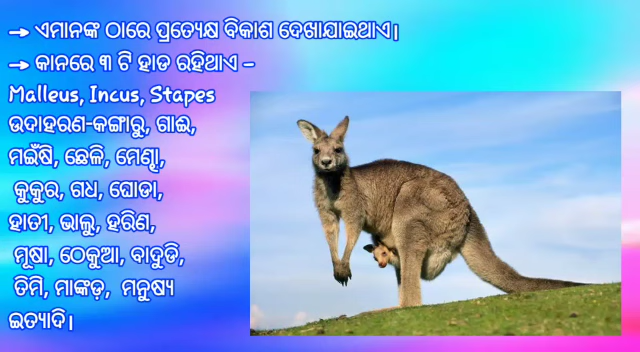 → ଏମାନଙ୍କ ଠାରେ ପ୍ରତ୍ୟେକ୍ଷ ବିକାଶ ଦେଖାଯାଇଥାଏ।
→ କାନରେ ୩ ଟି ହାଡ ରହିଥାଏ –
Malleus, Incus, Stapes
ଉଦାହରଣ-କଙ୍ଗାରୁ, ଗାଈ,
ମଇଁଷି, ଛେଳି, ମେଣ୍ଢା,
କୁକୁର, ଗଧ, ଘୋଡା,
ହାତୀ, ଭାଲୁ, ହରିଣ,
ମୂଷା, ଠେକୁଆ, ବାଦୁଡି,
ତିମି, ମାଙ୍କଡ଼, ମନୁଷ୍ୟ
ଇତ୍ୟାଦି।